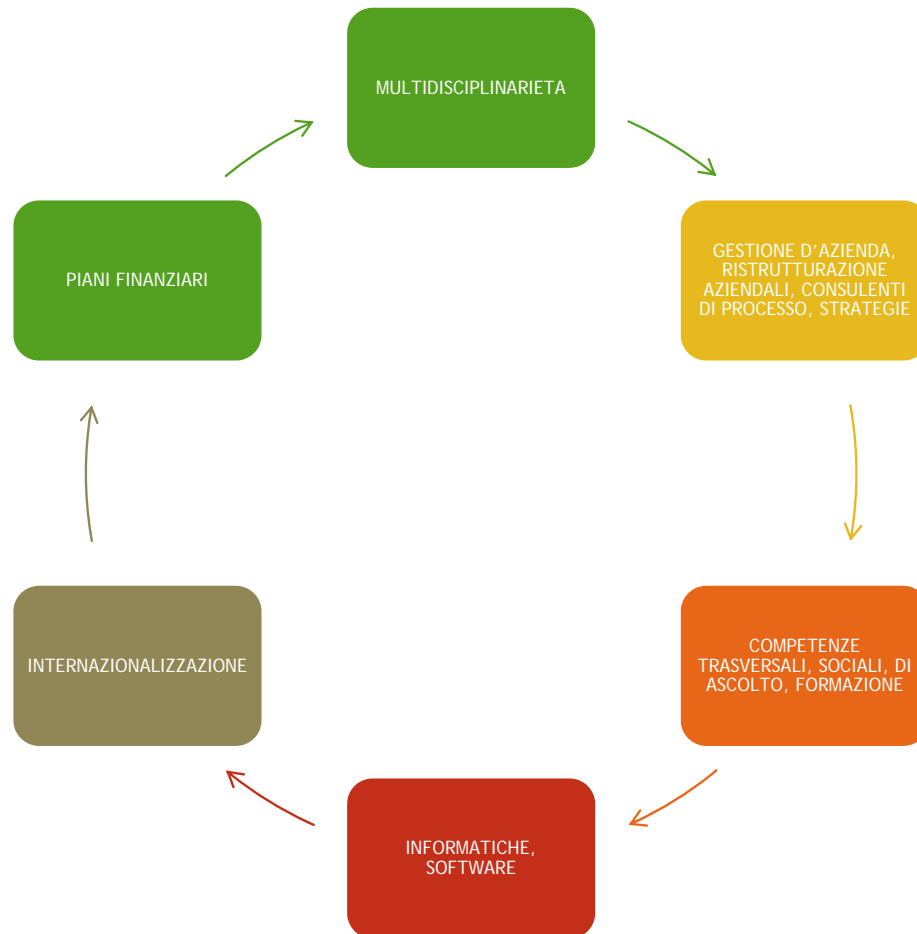 MULTIDISCIPLINARIETA
GESTIONE D'AZIENDA,
RISTRUTTURAZIONE
AZIENDALI, CONSULENTI
DI PROCESSO, STRATEGIE
COMPETENZE
TRASVERSALI, SOCIALI, DI
ASCOLTO, FORMAZIONE
INFORMATICHE,
SOFTWARE
INTERNAZIONALIZZAZIONE
PIANI FINANZIARI